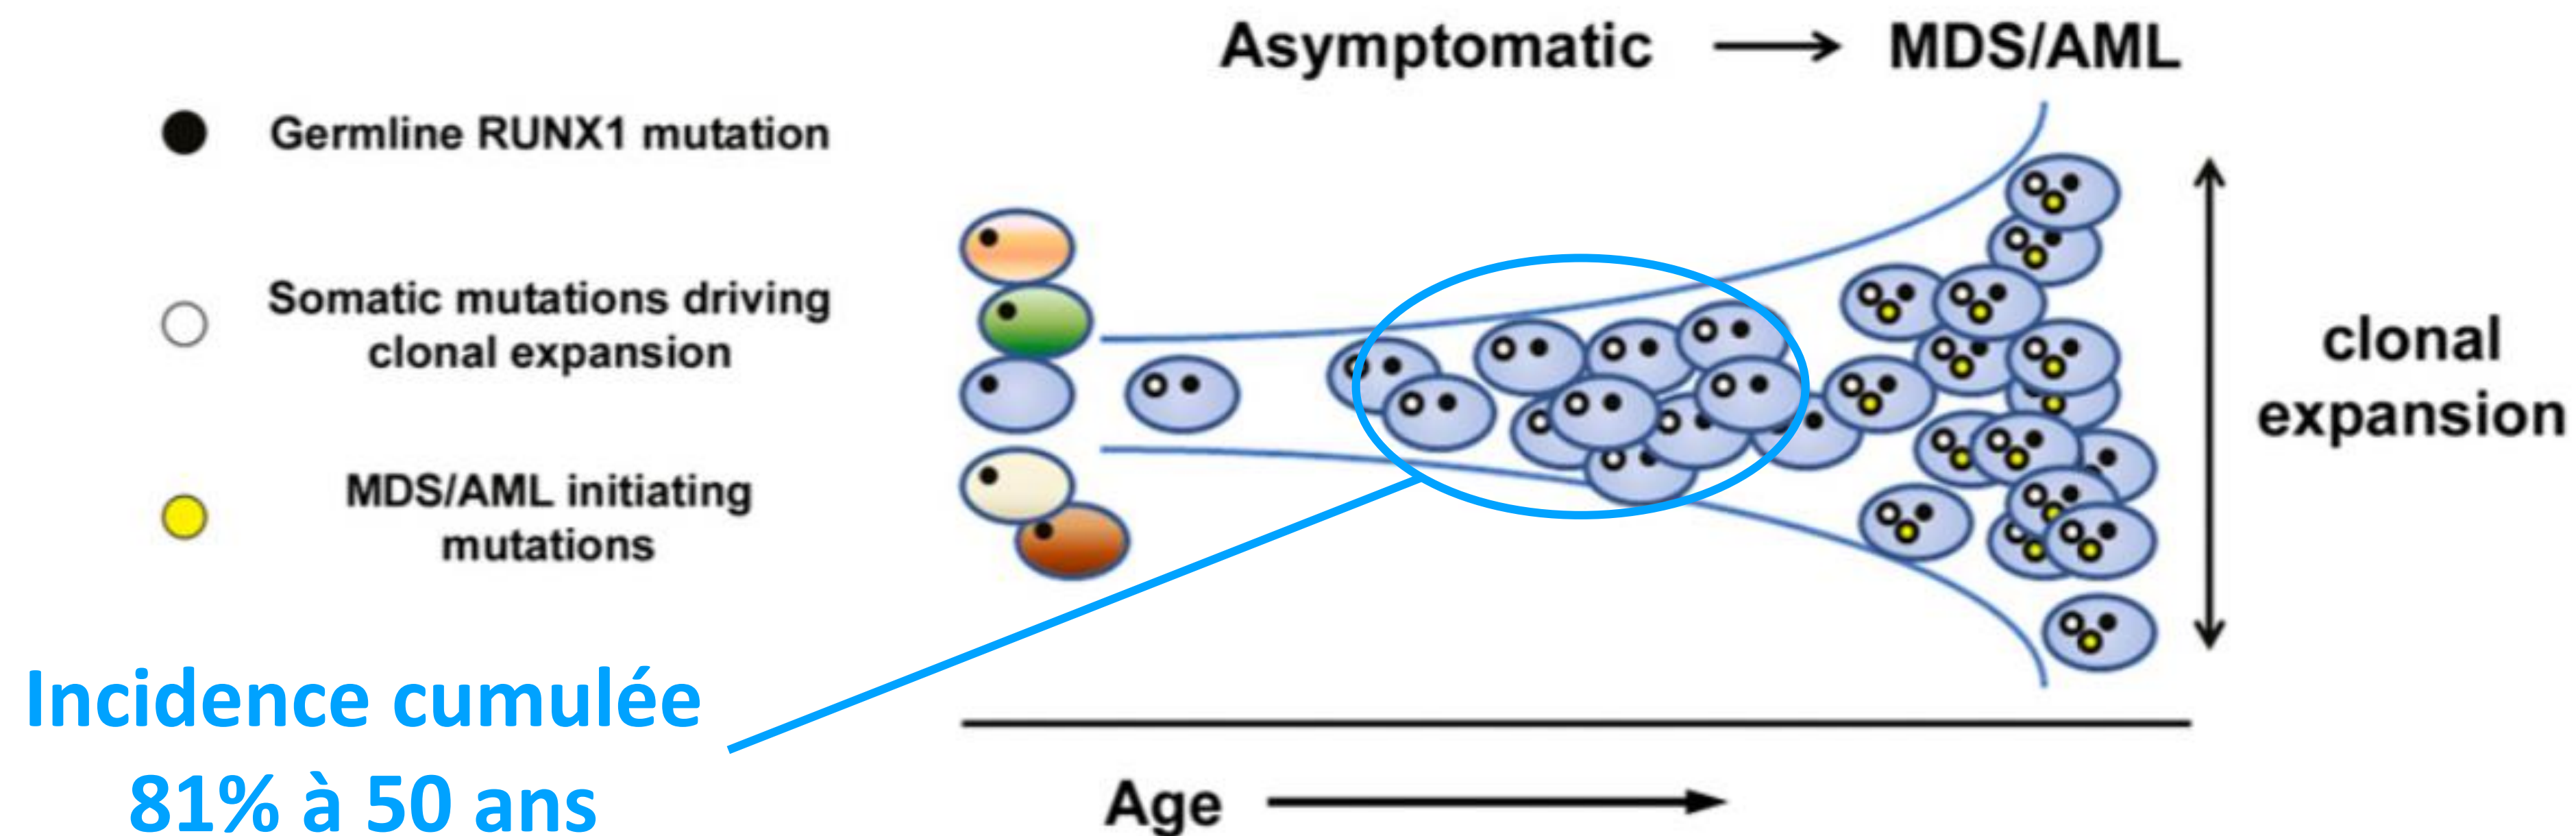 Asymptomatic → MDS/AML
Germline RUNX1 mutation
Somatic mutations driving
clonal expansion
MDS/AML initiating
mutations
clonal
expansion
Incidence cumulée
81% à 50 ans
Age